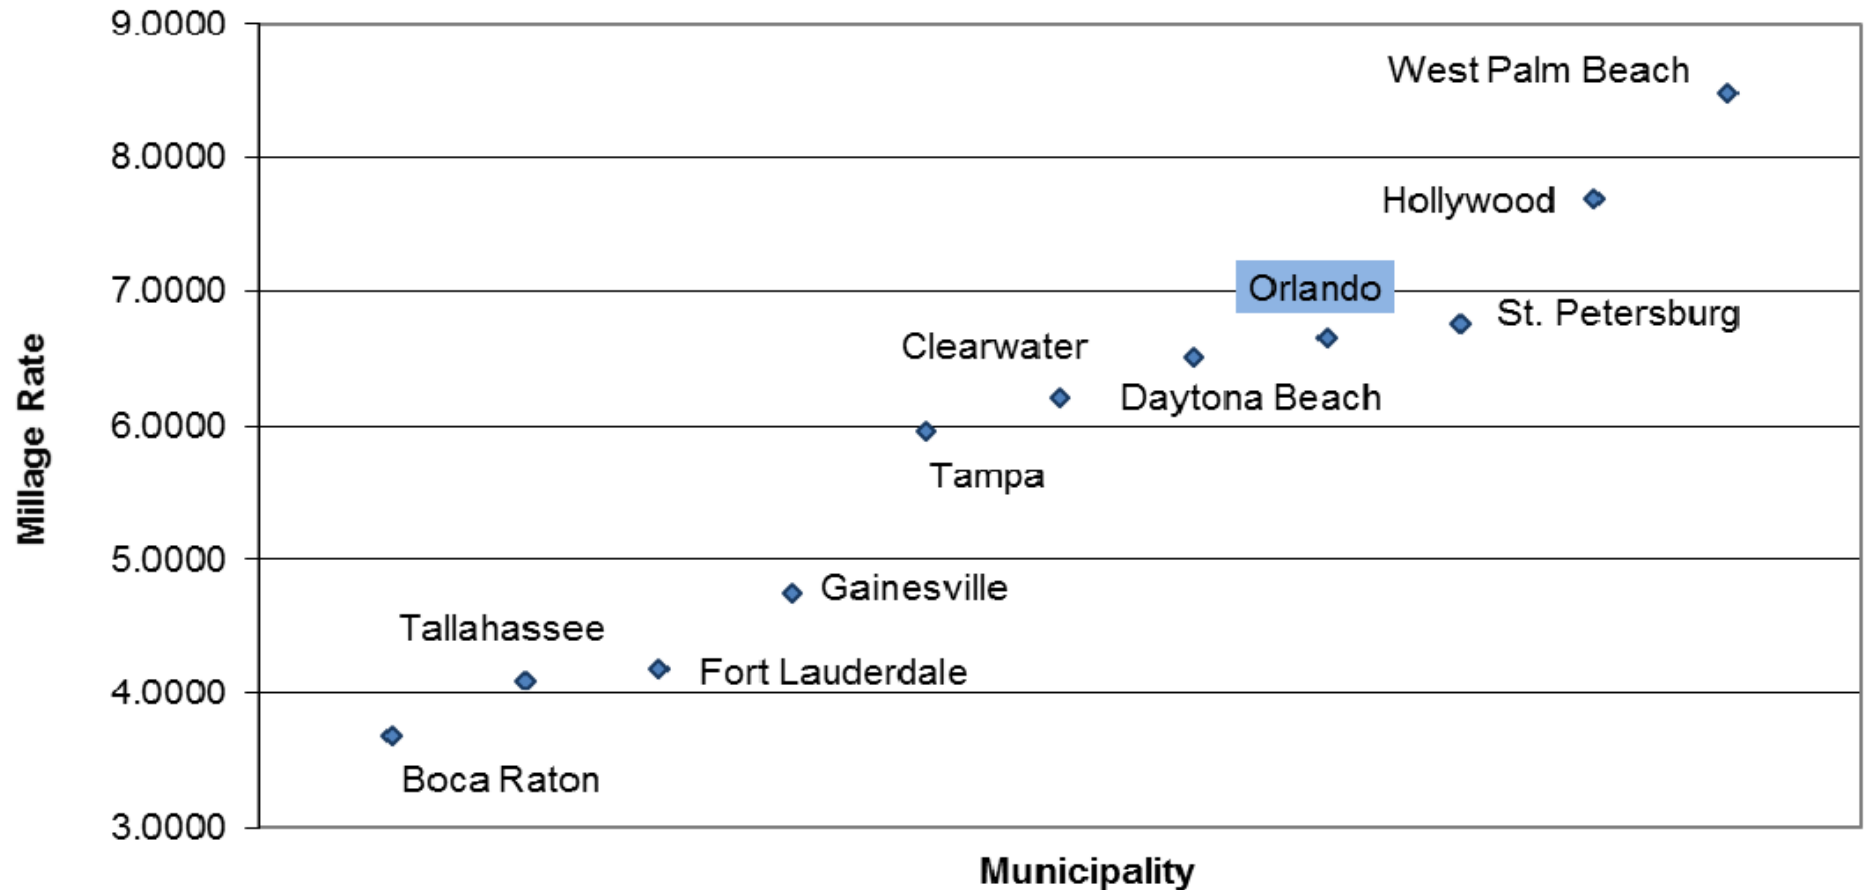 9.0000
West Palm Beach
8.0000
Hollywood
7.0000
Orlando
St. Petersburg
Clearwater
Daytona Beach
6.0000
Tampa
5.0000
Gainesville
Tallahassee
Fort Lauderdale
4.0000
Boca Raton
3.0000
Millage Rate
Municipality